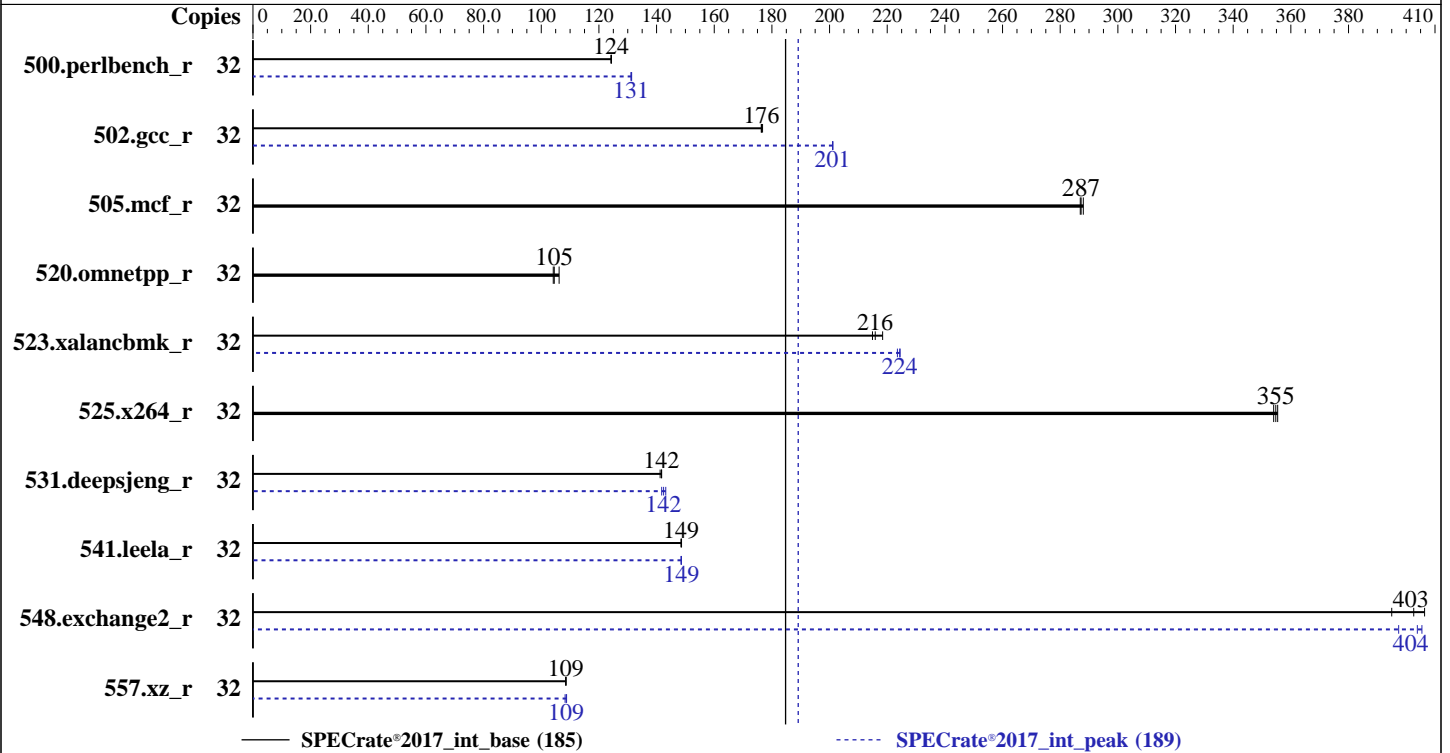 Copies 0 20.0 40.0 60.0 80.0 100 120 140 160 180 200 220 240 260 280 300 320 340 360 380 410
124
500.perlbench_r 32
131
176
502.gcc_r 32
201
287
505.mcf_r 32
105
520.omnetpp_r 32
216
523.xalancbmk_r 32
224
355
525.x264_r 32
142
531.deepsjeng_r 32
142
149
541.leela_r 32
149
403
548.exchange2_r 32
404
109
557.xz_r 32
109
SPECrate®2017_int_base (185) SPECrate®2017_int_peak (189)